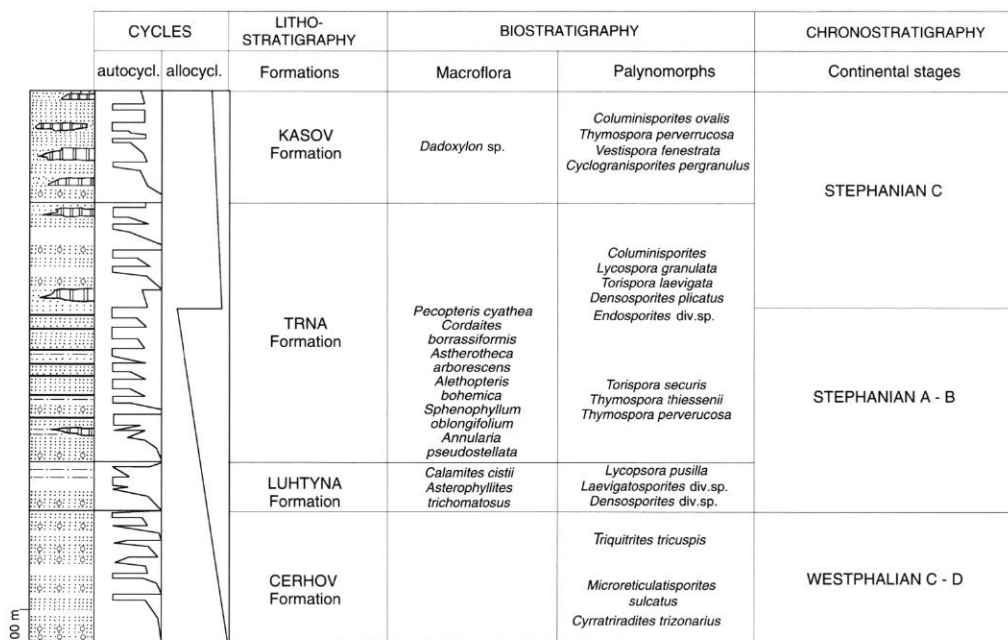 CYCLES
LITHO-
STRATIGRAPHY
BIOSTRATIGRAPHY
CHRONOSTRATIGRAPHY
autocycl.
allocycl.
Formations
Macroflora
Palynomorphs
Continental stages
KASOV
Formation
Dadoxylon sp.
Columinisporites ovalis
Thymospora perverrucosa
Vestispora fenestrata
Cyclogranisporites pergranulus
STEPHANIAN C
TRNA
Formation
Pecopteris cyathea
Cordaites
borrassiformis
Astherotheca
arborescens
Alethopteris
bohemica
Sphenophyllum
oblongifolium
Annularia
pseudostellata
Columinisporites
Lycospora granulata
Torispora laevigata
Densosporites plicatus
Endosporites div.sp.
Torispora securis
Thymospora thiessenii
Thymospora perverucosa
STEPHANIAN A - B
LUHTYNA
Formation
Calamites cistii
Asterophyllites
trichomatosus
Lycopsora pusilla
Laevigatosporites div.sp.
Densosporites div.sp.
CERHOV
Formation
Triquitrites tricuspis
Microreticulatisporites
sulcatus
Cyrratriradites trizonarius
WESTPHALIAN C - D
00 m